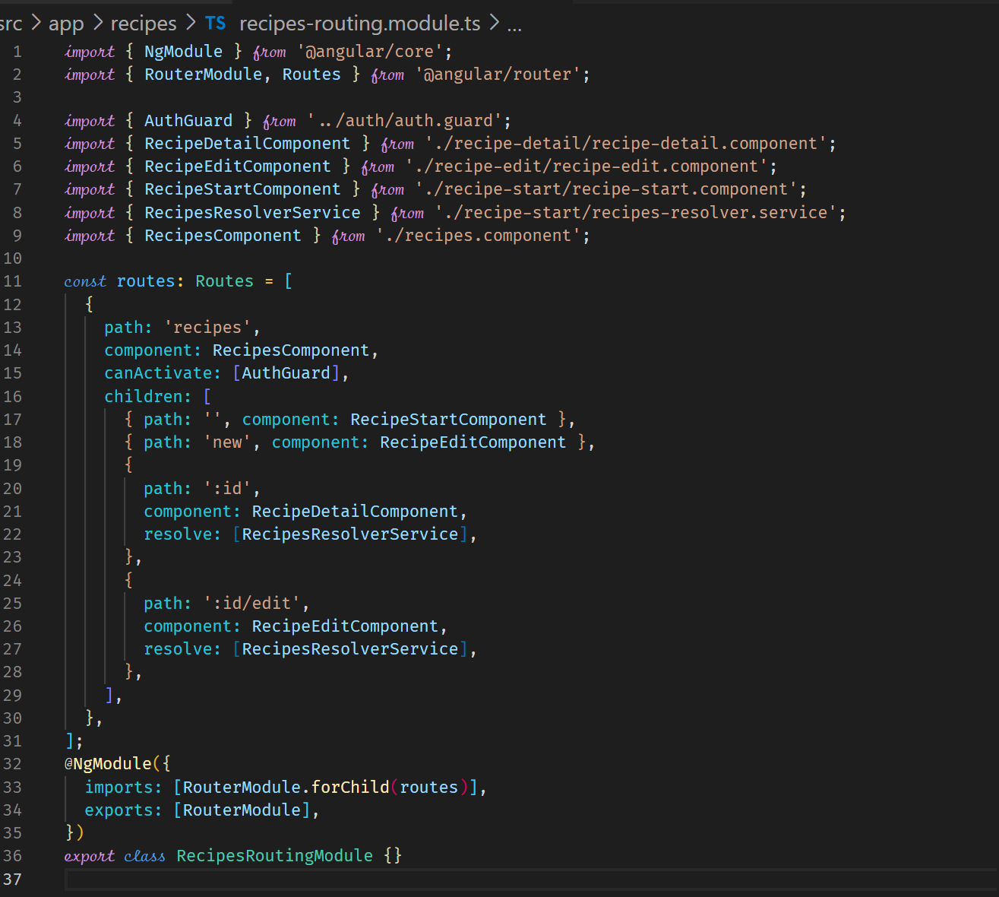 src > app > recipes > TS recipes-routing.module.ts > ...
1 import { NgModule } from '@angular/core';
2 import { RouterModule, Routes } from '@angular/router';
3
4 import { AuthGuard } from '../auth/auth.guard';
5 import { RecipeDetailComponent } from './recipe-detail/recipe-detail.component';
6 import { RecipeEditComponent } from './recipe-edit/recipe-edit.component';
7 import { RecipeStartComponent } from './recipe-start/recipe-start.component';
8 import { RecipesResolverService } from './recipe-start/recipes-resolver.service';
9 import { RecipesComponent } from './recipes.component';
10
11 const routes: Routes = [
12   {
13     path: 'recipes',
14     component: RecipesComponent,
15     canActivate: [AuthGuard],
16     children: [
17       { path: '', component: RecipeStartComponent },
18       { path: 'new', component: RecipeEditComponent },
19       {
20         path: ':id',
21         component: RecipeDetailComponent,
22         resolve: [RecipesResolverService],
23       },
24       {
25         path: ':id/edit',
26         component: RecipeEditComponent,
27         resolve: [RecipesResolverService],
28       },
29     ],
30   },
31 ];
32 @NgModule({
33   imports: [RouterModule.forChild(routes)],
34   exports: [RouterModule],
35 })
36 export class RecipesRoutingModule {}
37